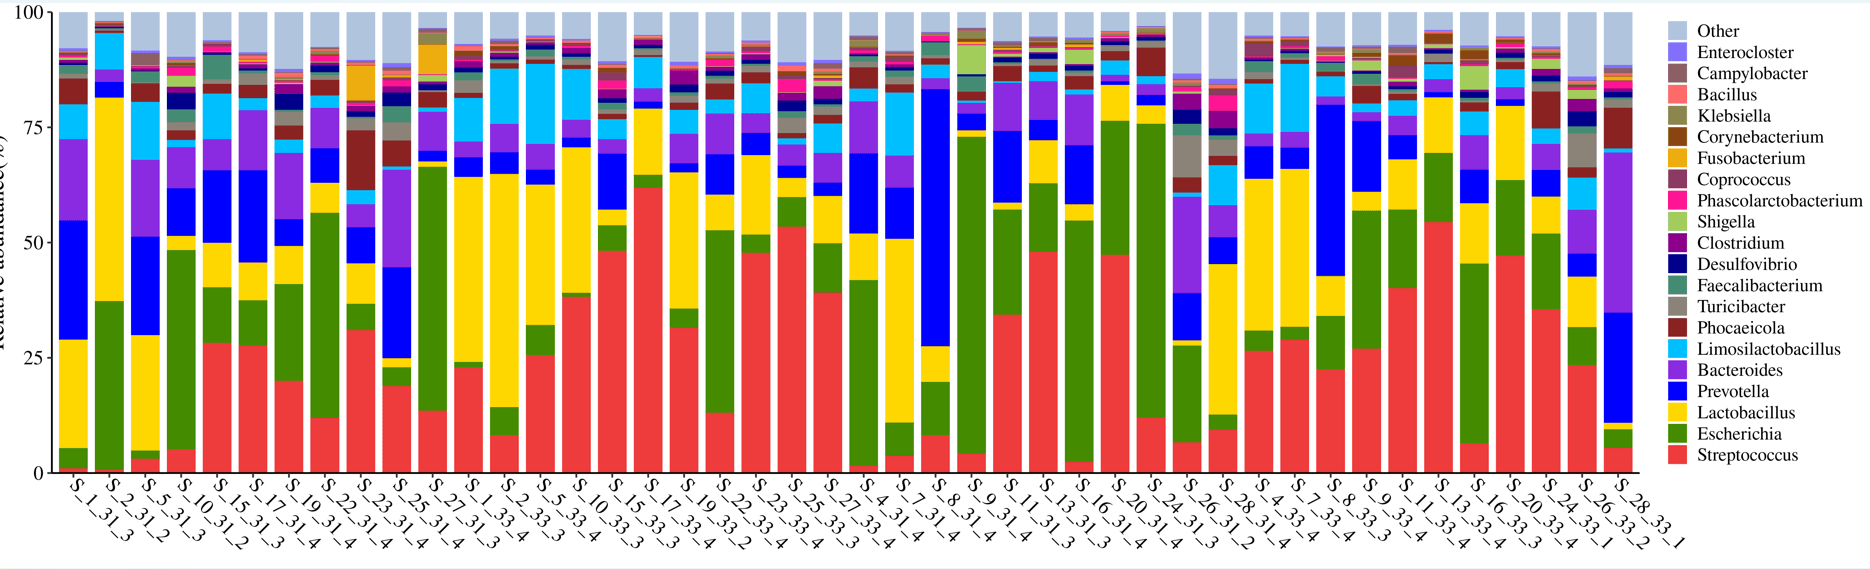 Relative abundance(%)
100
75
50
25
0
S_1_31_3
S_2_31_2
S_5_31_3
S_10_31_2
S_15_31_3
S_17_31_4
S_19_31_4
S_22_31_4
S_23_31_4
S_25_31_4
S_27_31_3
S_1_33_4
S_2_33_3
S_5_33_4
S_10_33_3
S_15_33_3
S_17_33_4
S_19_33_2
S_22_33_4
S_23_33_4
S_25_33_3
S_27_33_4
S_4_31_4
S_7_31_4
S_8_31_4
S_9_31_4
S_11_31_3
S_13_31_3
S_16_31_4
S_20_31_4
S_24_31_3
S_26_31_2
S_28_31_4
S_4_33_4
S_7_33_4
S_8_33_3
S_9_33_4
S_11_33_4
S_13_33_4
S_16_33_3
S_20_33_4
S_24_33_1
S_26_33_2
S_28_33_1
Other
Enterocloster
Campylobacter
Bacillus
Klebsiella
Corynebacterium
Fusobacterium
Coprococcus
Phascolarctobacterium
Shigella
Clostridium
Desulfovibrio
Faecalibacterium
Turicibacter
Phocaeicola
Limosilactobacillus
Bacteroides
Prevotella
Lactobacillus
Escherichia
Streptococcus